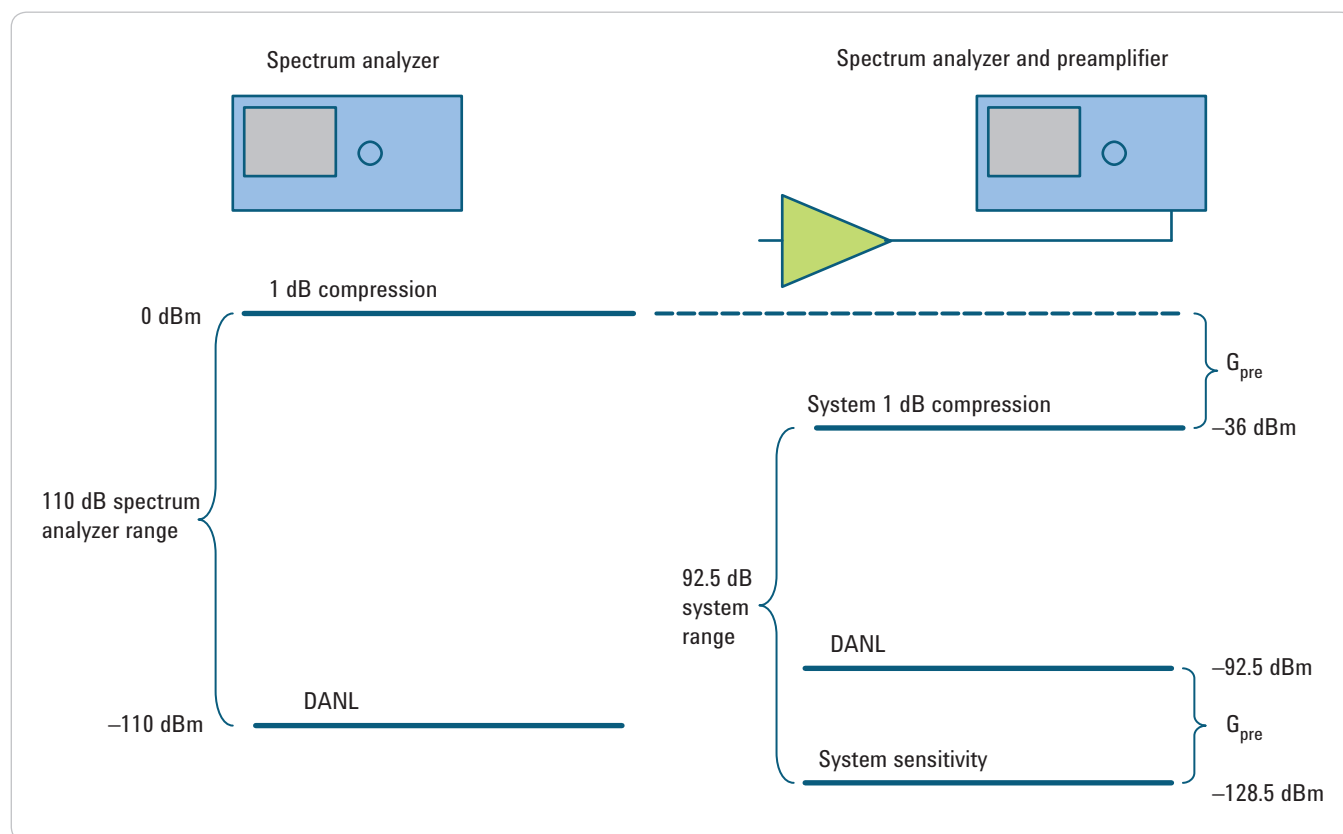 Spectrum analyzer
Spectrum analyzer and preamplifier
1 dB compression
0 dBm
G_pre
System 1 dB compression
–36 dBm
110 dB spectrum
analyzer range
92.5 dB
system
range
DANL
–92.5 dBm
DANL
–110 dBm
G_pre
System sensitivity
–128.5 dBm